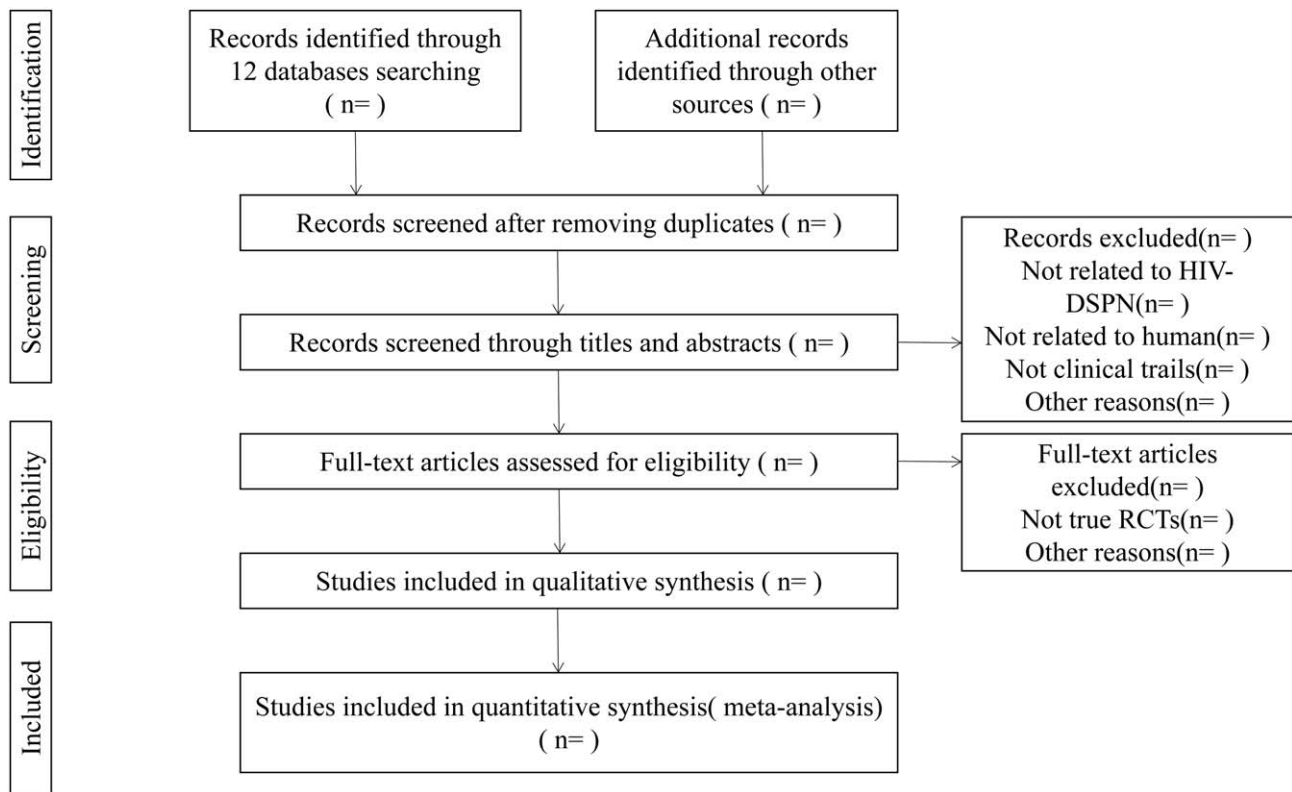 Identification
Records identified through
12 databases searching
( n= )
Additional records
identified through other
sources ( n= )
Screening
Records screened after removing duplicates ( n= )
Records screened through titles and abstracts ( n= )
Records excluded(n= )
Not related to HIV-
DSPN(n= )
Not related to human(n= )
Not clinical trails(n= )
Other reasons(n= )
Eligibility
Full-text articles assessed for eligibility ( n= )
Full-text articles
excluded(n= )
Not true RCTs(n= )
Other reasons(n= )
Studies included in qualitative synthesis ( n= )
Included
Studies included in quantitative synthesis( meta-analysis)
( n= )